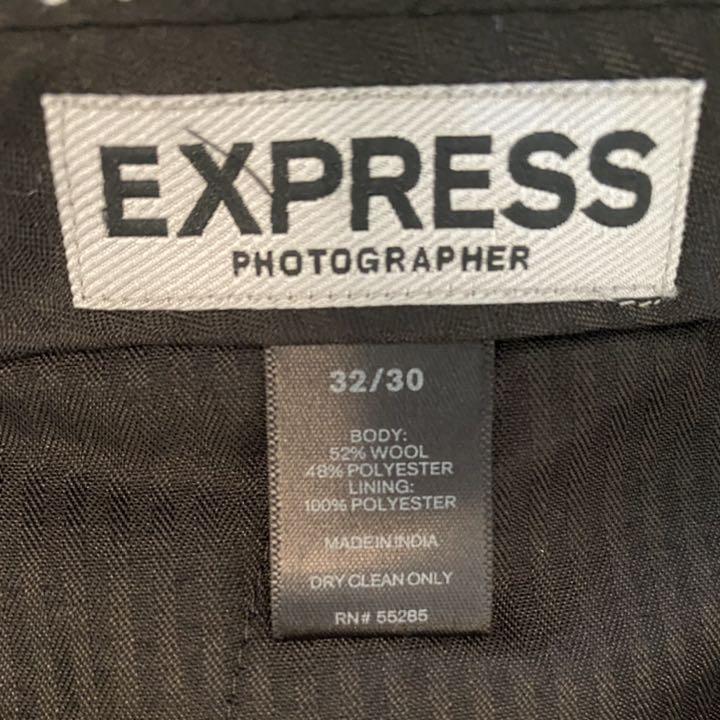 EXPRESS
PHOTOGRAPHER
32/30
BODY:
52% WOOL
48% POLYESTER
LINING:
100% POLYESTER
MADE IN INDIA
DRY CLEAN ONLY
RN# 55285